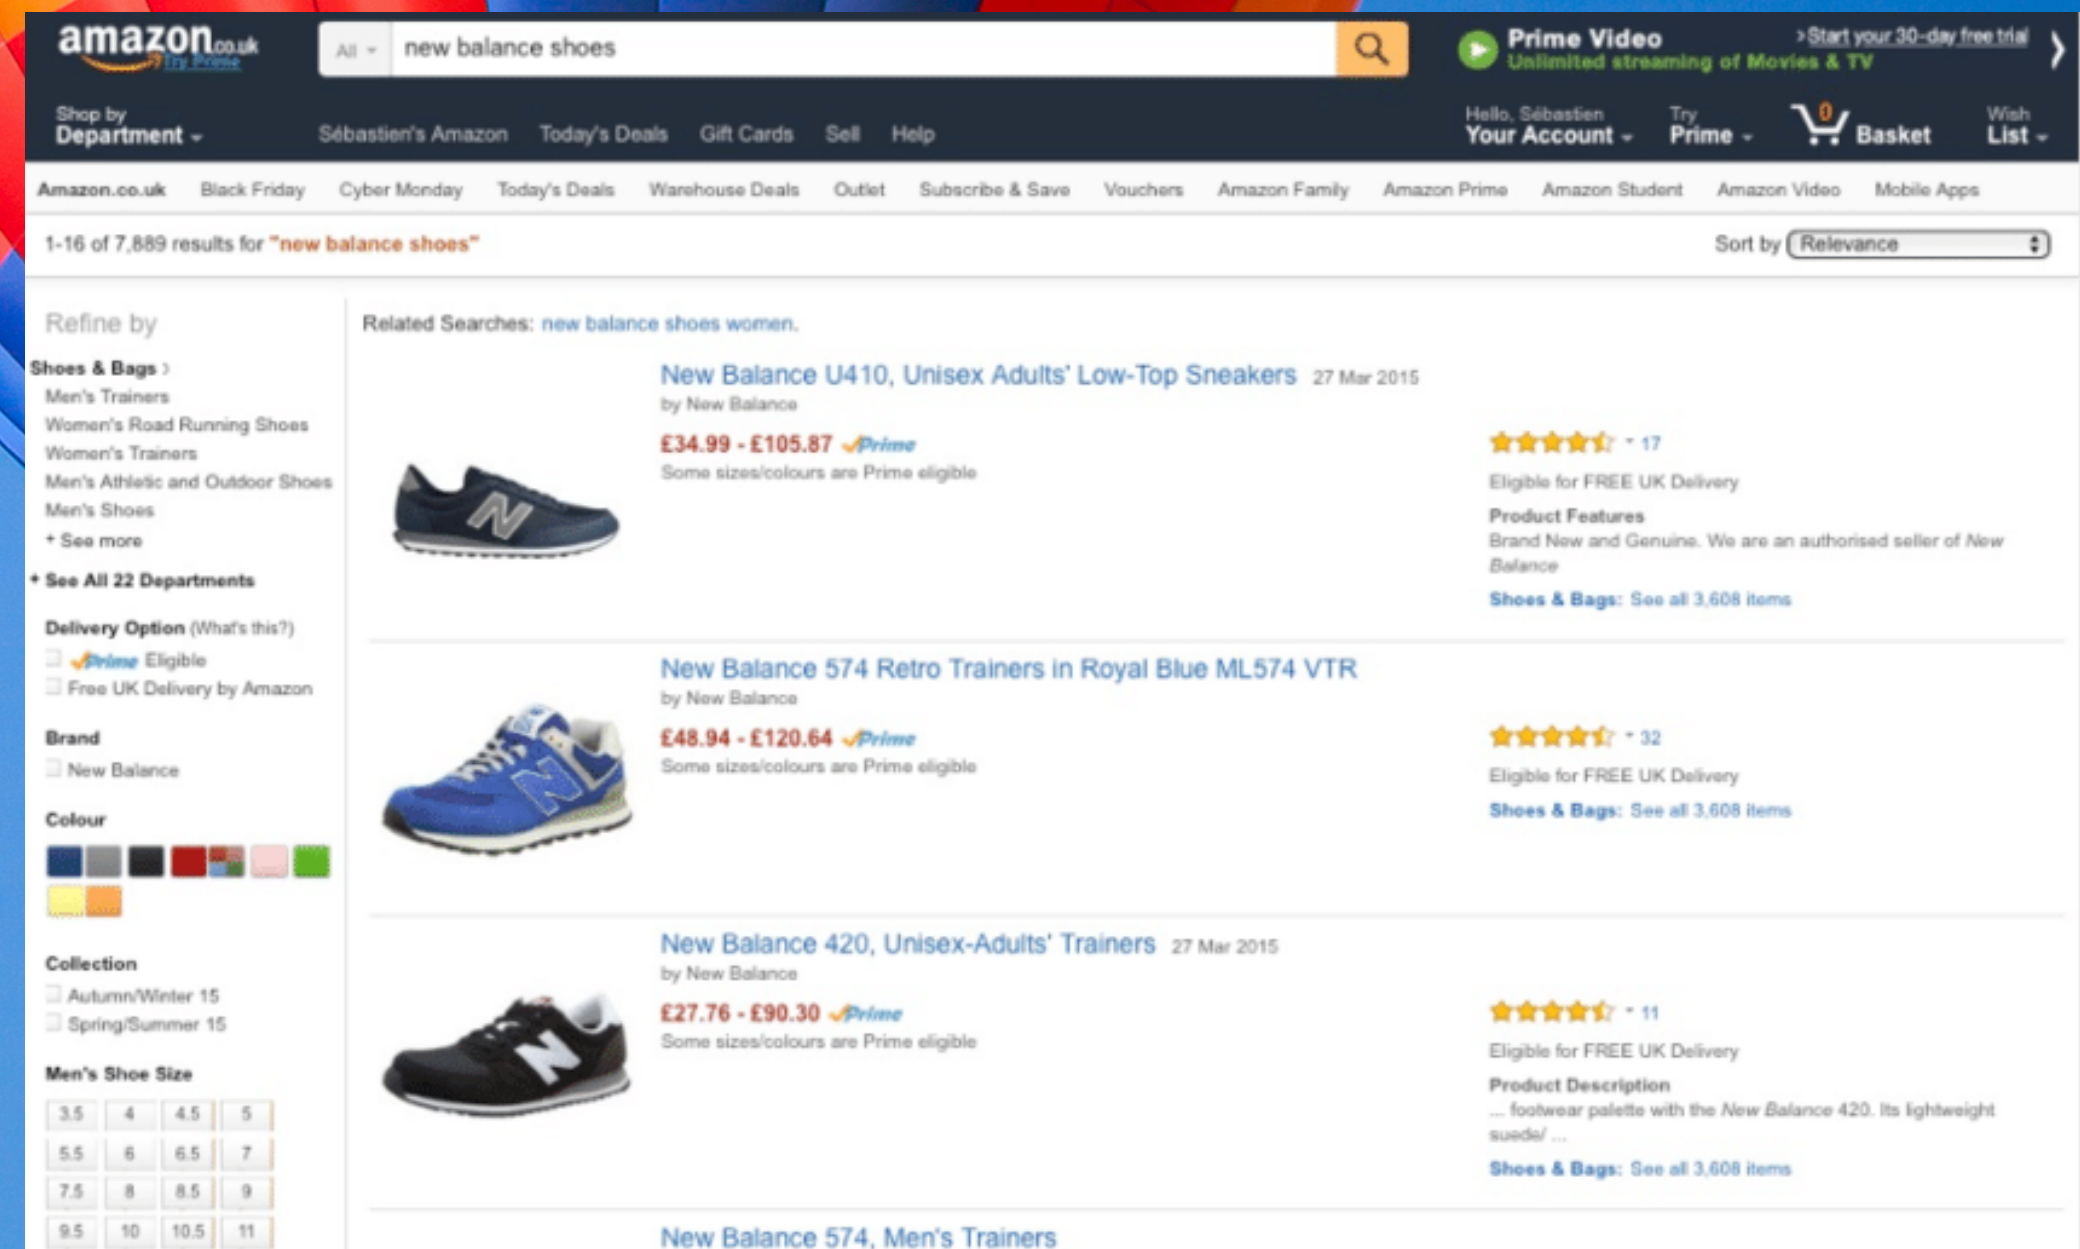 amazon.co.uk
Try Prime
All
new balance shoes
Prime Video
Unlimited streaming of Movies & TV
›Start your 30-day free trial
Shop by
Department
Sébastien's Amazon Today's Deals Gift Cards Sell Help
Hello, Sébastien
Your Account
Try
Prime
0
Basket
Wish
List
Amazon.co.uk Black Friday Cyber Monday Today's Deals Warehouse Deals Outlet Subscribe & Save Vouchers Amazon Family Amazon Prime Amazon Student Amazon Video Mobile Apps
1-16 of 7,889 results for "new balance shoes"
Sort by Relevance
Refine by
Shoes & Bags ›
Men's Trainers
Women's Road Running Shoes
Women's Trainers
Men's Athletic and Outdoor Shoes
Men's Shoes
+ See more
+ See All 22 Departments
Delivery Option (What's this?)
Prime Eligible
Free UK Delivery by Amazon
Brand
New Balance
Colour
Collection
Autumn/Winter 15
Spring/Summer 15
Men's Shoe Size
3.5 4 4.5 5
5.5 6 6.5 7
7.5 8 8.5 9
9.5 10 10.5 11
Related Searches: new balance shoes women.
New Balance U410, Unisex Adults' Low-Top Sneakers 27 Mar 2015
by New Balance
£34.99 - £105.87 Prime
Some sizes/colours are Prime eligible
17
Eligible for FREE UK Delivery
Product Features
Brand New and Genuine. We are an authorised seller of New
Balance
Shoes & Bags: See all 3,608 items
N
New Balance 574 Retro Trainers in Royal Blue ML574 VTR
by New Balance
£48.94 - £120.64 Prime
Some sizes/colours are Prime eligible
32
Eligible for FREE UK Delivery
Shoes & Bags: See all 3,608 items
N
New Balance 420, Unisex-Adults' Trainers 27 Mar 2015
by New Balance
£27.76 - £90.30 Prime
Some sizes/colours are Prime eligible
11
Eligible for FREE UK Delivery
Product Description
... footwear palette with the New Balance 420. Its lightweight
suede/ ...
Shoes & Bags: See all 3,608 items
N
New Balance 574, Men's Trainers